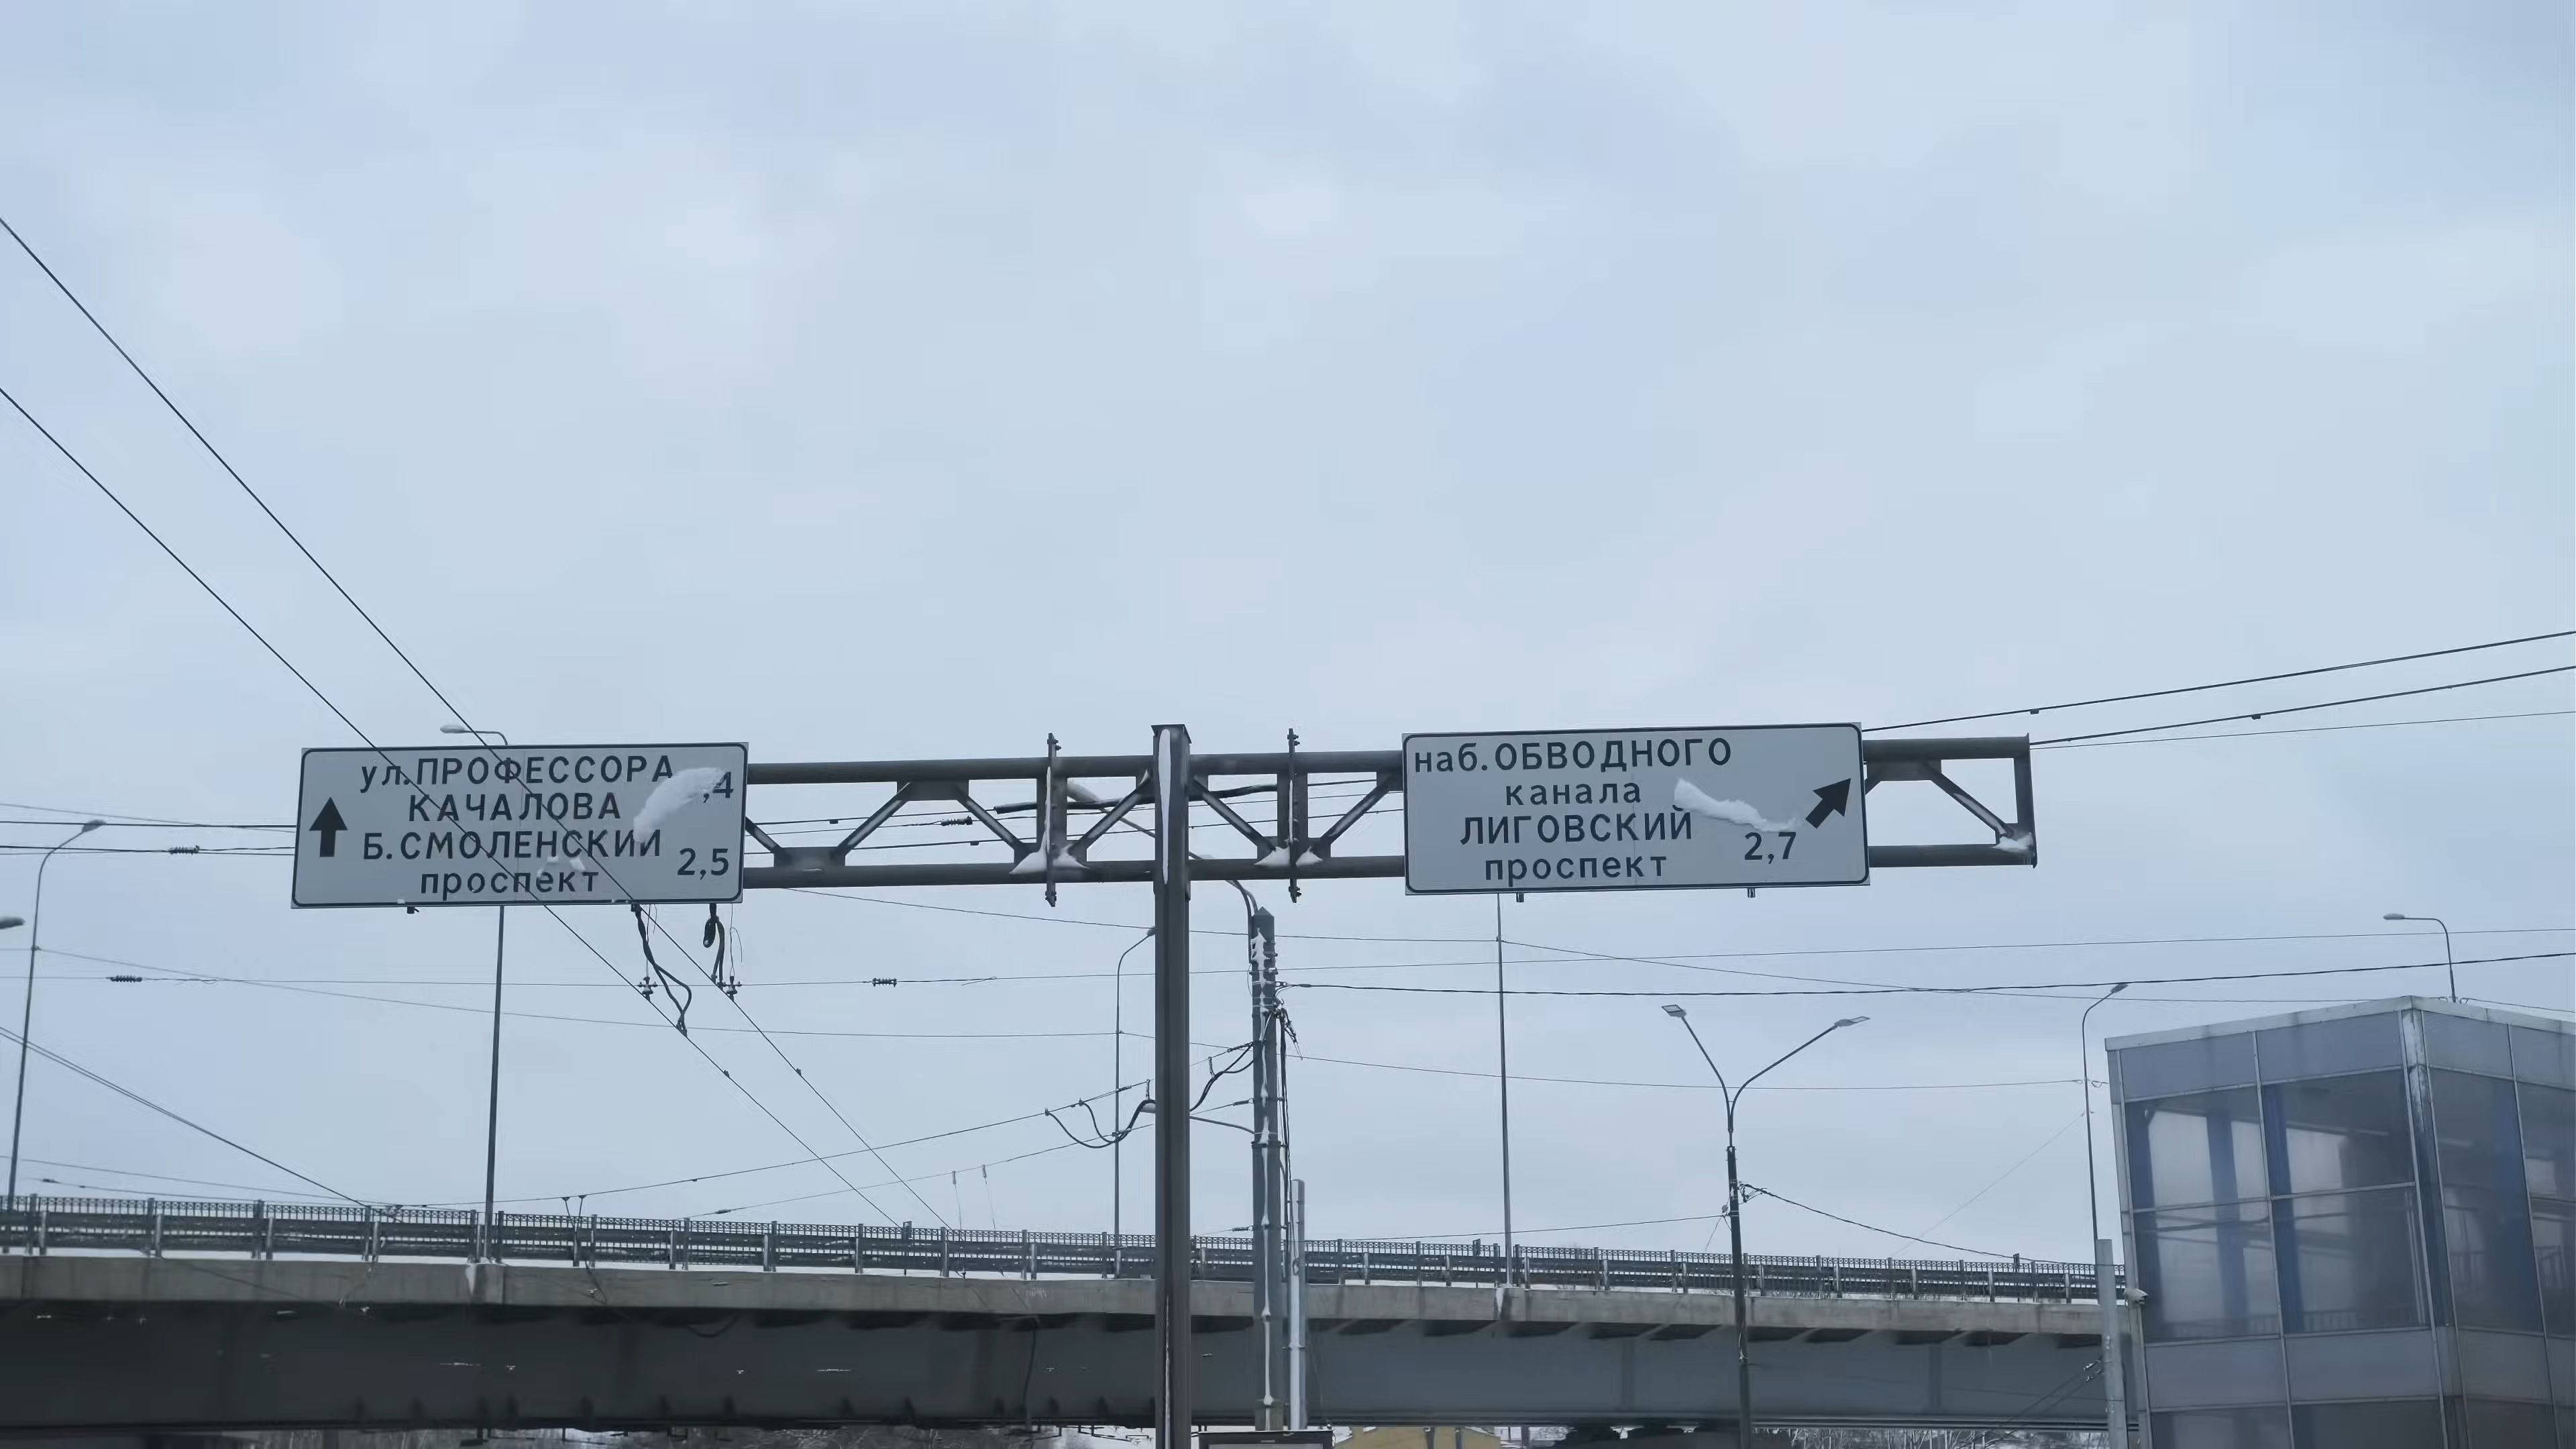 ул.ПРОФЕССОРА
КАЧАЛОВА
Б.СМОЛЕНСКИЙ 2,5
проспект
наб.ОБВОДНОГО
канала
ЛИГОВСКИЙ 2,7
проспект